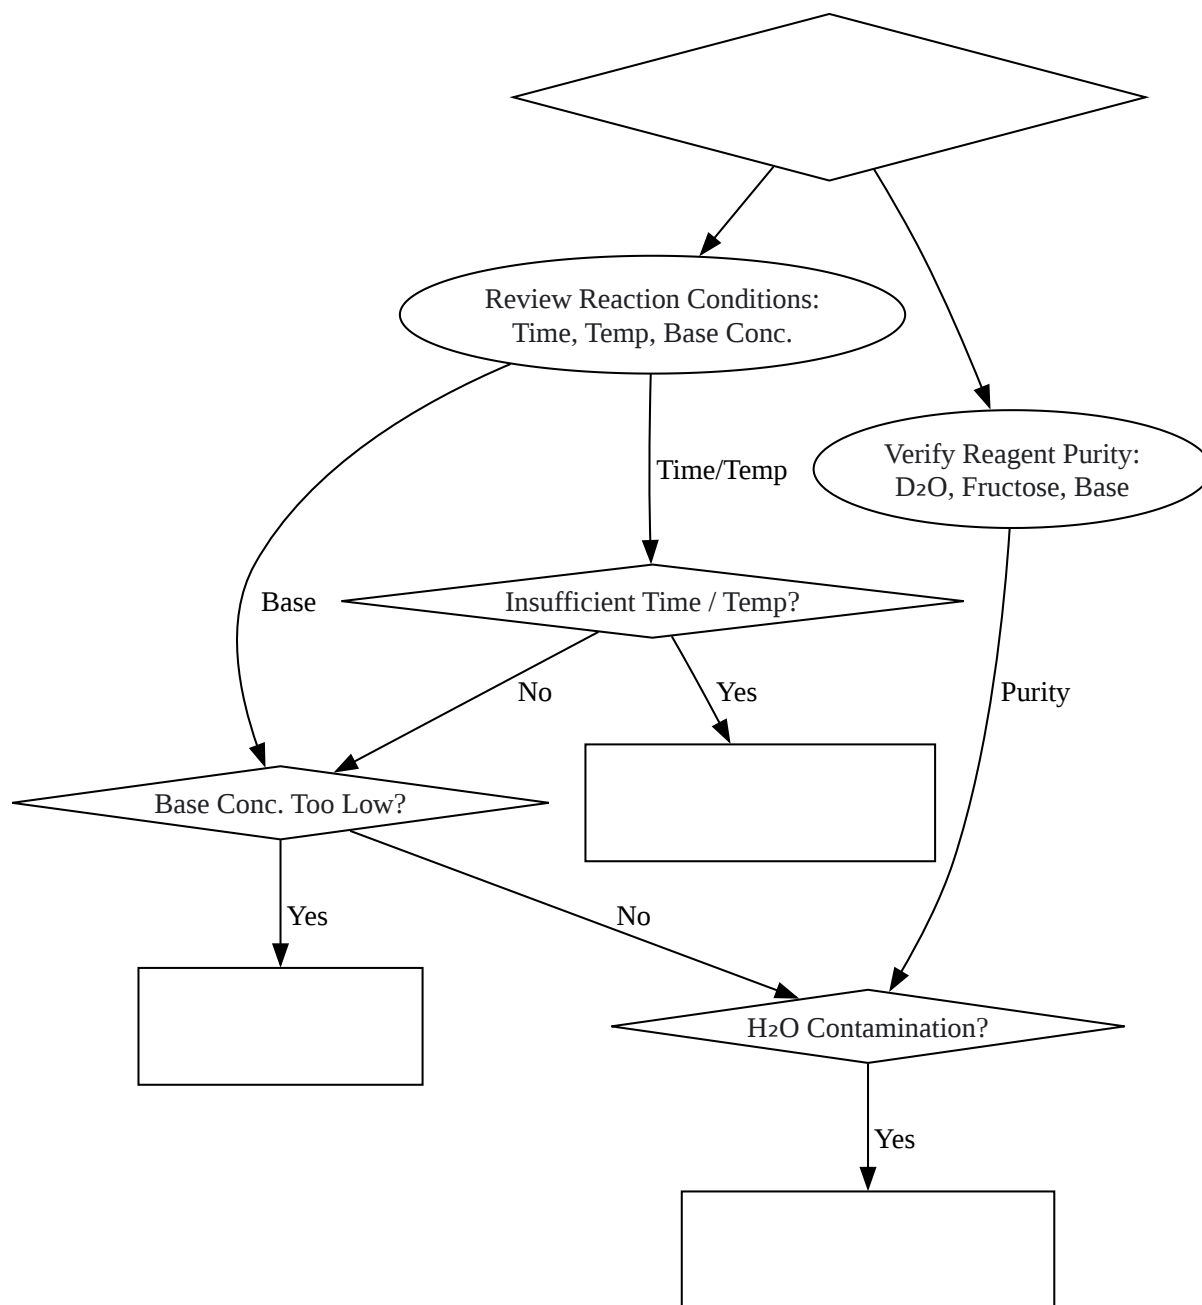 Review Reaction Conditions:
Time, Temp, Base Conc.
Verify Reagent Purity:
D₂O, Fructose, Base
Time/Temp
Base
Insufficient Time / Temp?
No
Yes
Purity
Base Conc. Too Low?
Yes
No
H₂O Contamination?
Yes